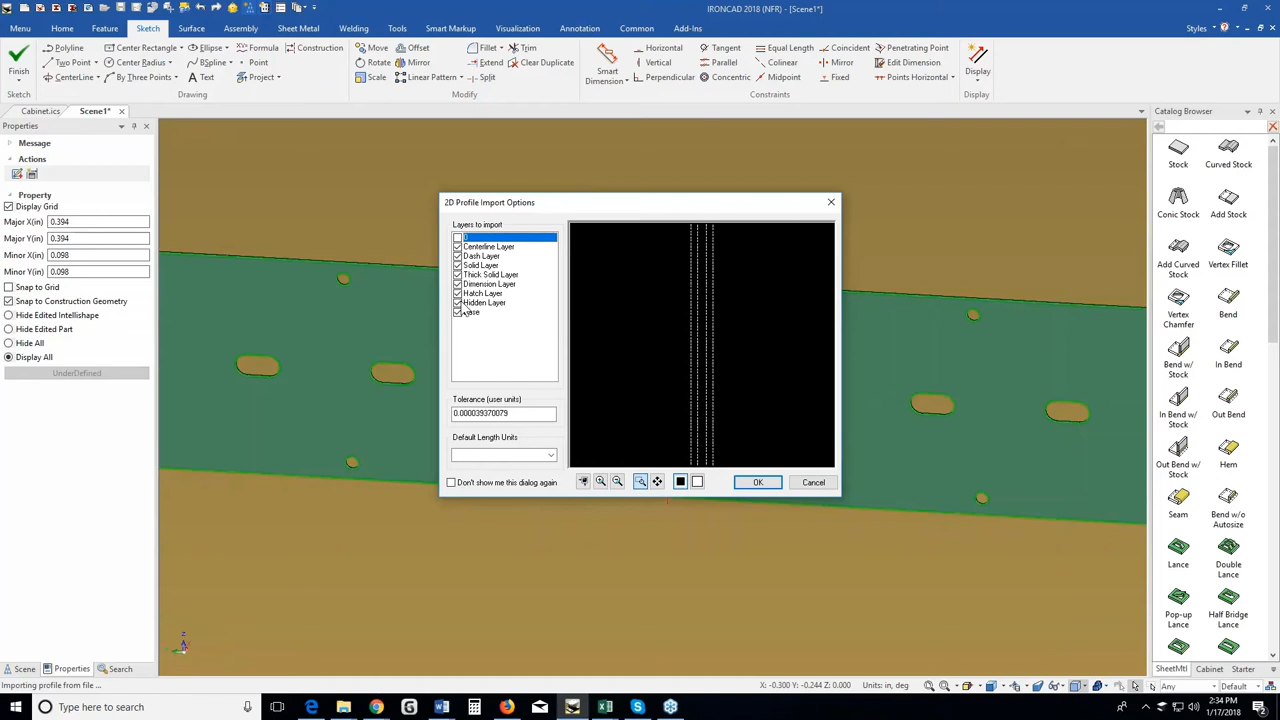 IRONCAD 2018 (NFR) - [Scene1*]
Menu Home Feature Sketch Surface Assembly Sheet Metal Welding Tools Smart Markup Visualization Annotation Common Add-Ins Styles
Polyline Center Rectangle Ellipse Formula Construction Move Offset Fillet Trim Horizontal Tangent Equal Length Coincident Penetrating Point
Two Point Center Radius BSpline Point Rotate Mirror Extend Clear Duplicate Vertical Parallel Colinear Mirror Edit Dimension
CenterLine By Three Points Text Project Scale Linear Pattern Split Perpendicular Concentric Midpoint Fixed Points Horizontal
Finish Smart Dimension Display
Sketch Drawing Modify Constraints Display
Cabinet.ics Scene1*
Properties
Message
Actions
Property
Display Grid
Major X(in) 0.394
Major Y(in) 0.394
Minor X(in) 0.098
Minor Y(in) 0.098
Snap to Grid
Snap to Construction Geometry
Hide Edited Intellishape
Hide Edited Part
Hide All
Display All
UnderDefined
2D Profile Import Options
Layers to import
Centerline Layer
Dash Layer
Solid Layer
Thick Solid Layer
Dimension Layer
Hatch Layer
Hidden Layer
Tolerance (user units)
0.000039370079
Default Length Units
Don't show me this dialog again
OK Cancel
Catalog Browser
Stock Curved Stock
Conic Stock Add Stock
Add Curved Stock Vertex Fillet
Vertex Chamfer Bend
Bend with Stock In Bend
In Bend w/ Stock Out Bend
Out Bend w/ Stock Hem
Seam Bend w/o Autosize
Lance Double Lance
Pop-up Lance Half Bridge Lance
SheetMtl Cabinet Starter
Scene Properties Search
Importing profile from file ...
X: -0.300 Y: -0.244 Z: 0.000 Units: in, deg Any Default
Type here to search
2:34 PM
1/17/2018